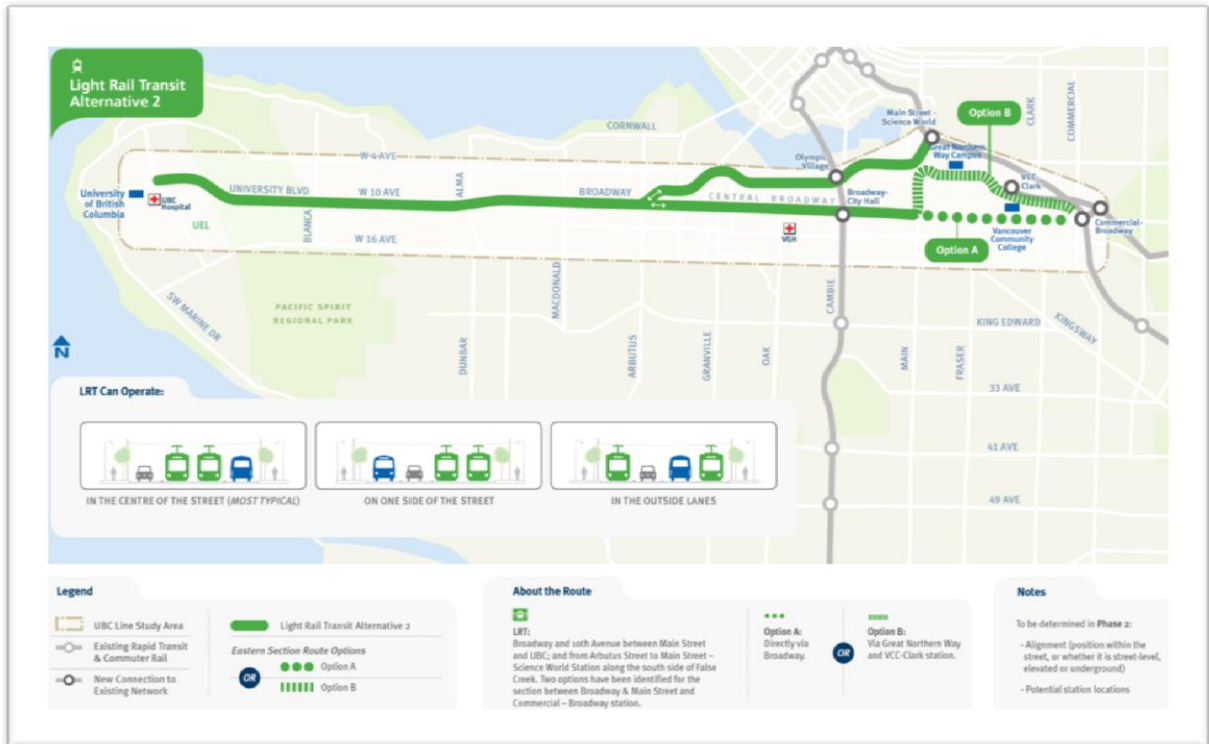 Light Rail Transit
Alternative 2
CORNWALL
Main Street -
Science World
Option B
CLARK
COMMERCIAL
W 4 AVE
Olympic
Village
Great Northern
Way Campus
VCC-
Clark
University
of British
Columbia
UBC
Hospital
UEL
UNIVERSITY BLVD
BLANCA
W 10 AVE
ALMA
BROADWAY
CENTRAL BROADWAY
Broadway-
City Hall
Commercial-
Broadway
W 16 AVE
VGH
Vancouver
Community
College
Option A
SW MARINE DR
PACIFIC SPIRIT
REGIONAL PARK
MACDONALD
CAMBIE
KING EDWARD
KINGSWAY
N
DUNBAR
ARBUTUS
GRANVILLE
OAK
MAIN
FRASER
33 AVE
41 AVE
49 AVE
LRT Can Operate:
IN THE CENTRE OF THE STREET (MOST TYPICAL)
ON ONE SIDE OF THE STREET
IN THE OUTSIDE LANES
Legend
UBC Line Study Area
Existing Rapid Transit
& Commuter Rail
New Connection to
Existing Network
Light Rail Transit Alternative 2
Eastern Section Route Options
OR
Option A
Option B
About the Route
LRT:
Broadway and 10th Avenue between Main Street
and UBC; and from Arbutus Street to Main Street –
Science World Station along the south side of False
Creek. Two options have been identified for the
section between Broadway & Main Street and
Commercial – Broadway station.
Option A:
Directly via
Broadway.
OR
Option B:
Via Great Northern Way
and VCC-Clark station.
Notes
To be determined in Phase 2:
- Alignment (position within the
street, or whether it is street-level,
elevated or underground)
- Potential station locations